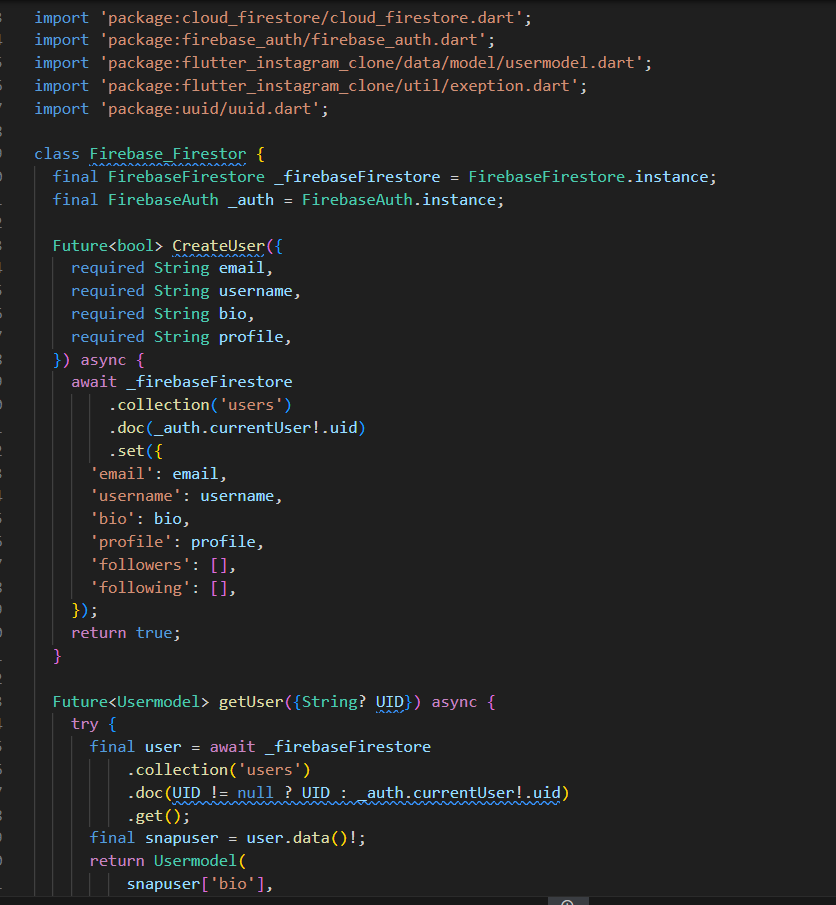 import 'package:cloud_firestore/cloud_firestore.dart';
import 'package:firebase_auth/firebase_auth.dart';
import 'package:flutter_instagram_clone/data/model/usermodel.dart';
import 'package:flutter_instagram_clone/util/exeption.dart';
import 'package:uuid/uuid.dart';

class Firebase_Firestor {
  final FirebaseFirestore _firebaseFirestore = FirebaseFirestore.instance;
  final FirebaseAuth _auth = FirebaseAuth.instance;

  Future<bool> CreateUser({
    required String email,
    required String username,
    required String bio,
    required String profile,
  }) async {
    await _firebaseFirestore
        .collection('users')
        .doc(_auth.currentUser!.uid)
        .set({
      'email': email,
      'username': username,
      'bio': bio,
      'profile': profile,
      'followers': [],
      'following': [],
    });
    return true;
  }

  Future<Usermodel> getUser({String? UID}) async {
    try {
      final user = await _firebaseFirestore
          .collection('users')
          .doc(UID != null ? UID : _auth.currentUser!.uid)
          .get();
      final snapuser = user.data()!;
      return Usermodel(
          snapuser['bio'],